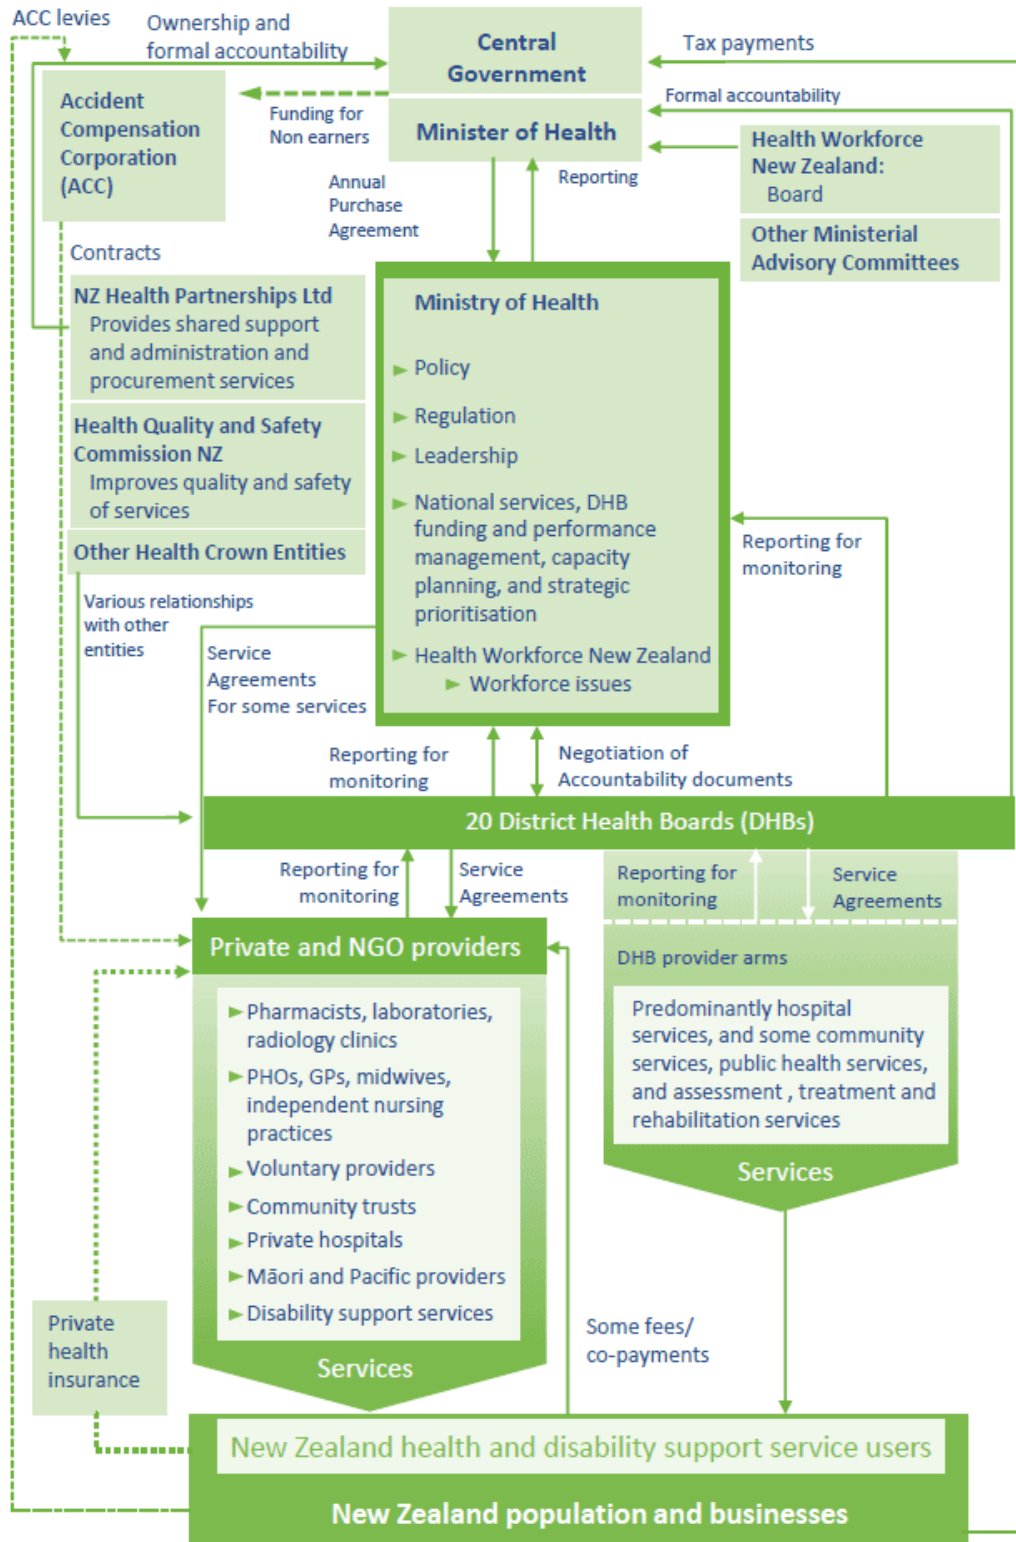 ACC levies
Ownership and
formal accountability
Central
Government
Tax payments
Accident
Compensation
Corporation
(ACC)
Funding for
Non earners
Minister of Health
Formal accountability
Health Workforce
New Zealand:
Board
Annual
Purchase
Agreement
Reporting
Other Ministerial
Advisory Committees
Contracts
NZ Health Partnerships Ltd
Provides shared support
and administration and
procurement services
Health Quality and Safety
Commission NZ
Improves quality and safety
of services
Other Health Crown Entities
Ministry of Health
Policy
Regulation
Leadership
National services, DHB
funding and performance
management, capacity
planning, and strategic
prioritisation
Health Workforce New Zealand
Workforce issues
Reporting for
monitoring
Various relationships
with other
entities
Service
Agreements
For some services
Reporting for
monitoring
Negotiation of
Accountability documents
20 District Health Boards (DHBs)
Reporting for
monitoring
Service
Agreements
Reporting for
monitoring
Service
Agreements
Private and NGO providers
Pharmacists, laboratories,
radiology clinics
PHOs, GPs, midwives,
independent nursing
practices
Voluntary providers
Community trusts
Private hospitals
Māori and Pacific providers
Disability support services
Services
DHB provider arms
Predominantly hospital
services, and some community
services, public health services,
and assessment , treatment and
rehabilitation services
Services
Private
health
insurance
Some fees/
co-payments
New Zealand health and disability support service users
New Zealand population and businesses